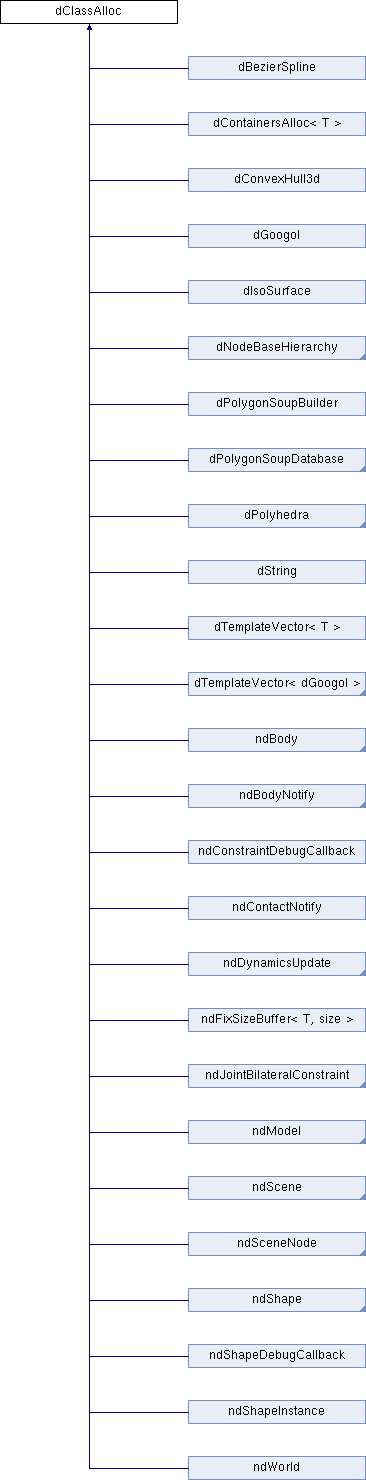 dClassAlloc
dBezierSpline
dContainersAlloc< T >
dConvexHull3d
dGoogol
dIsoSurface
dNodeBaseHierarchy
dPolygonSoupBuilder
dPolygonSoupDatabase
dPolyhedra
dString
dTemplateVector< T >
dTemplateVector< dGoogol >
ndBody
ndBodyNotify
ndConstraintDebugCallback
ndContactNotify
ndDynamicsUpdate
ndFixSizeBuffer< T, size >
ndJointBilateralConstraint
ndModel
ndScene
ndSceneNode
ndShape
ndShapeDebugCallback
ndShapeInstance
ndWorld